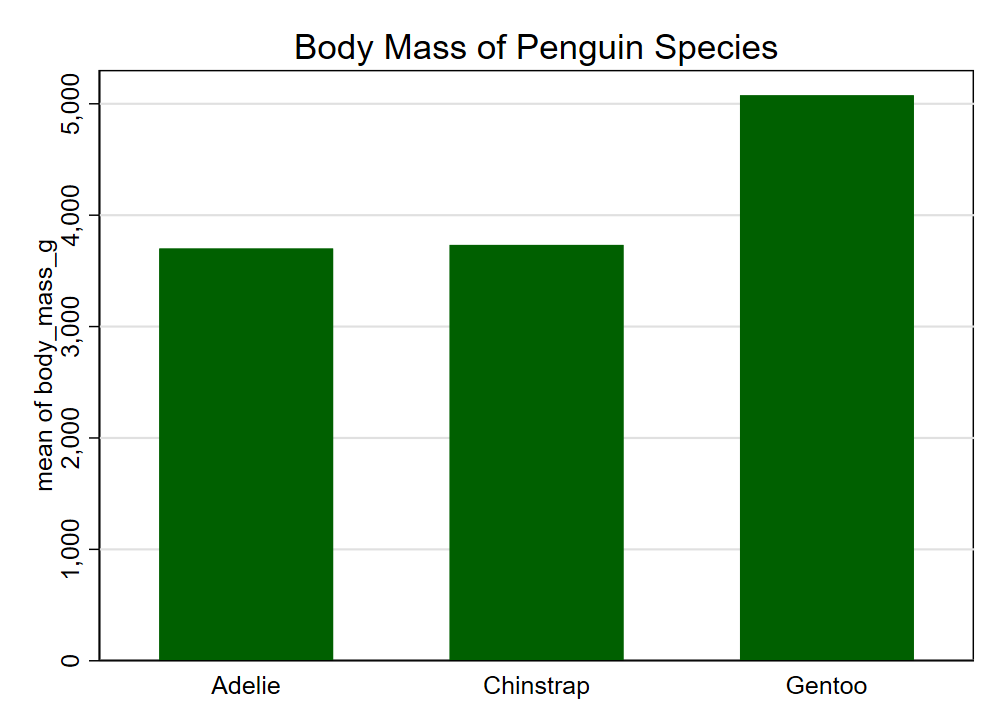 Body Mass of Penguin Species
mean of body_mass_g
5,000
4,000
3,000
2,000
1,000
0
Adelie Chinstrap Gentoo